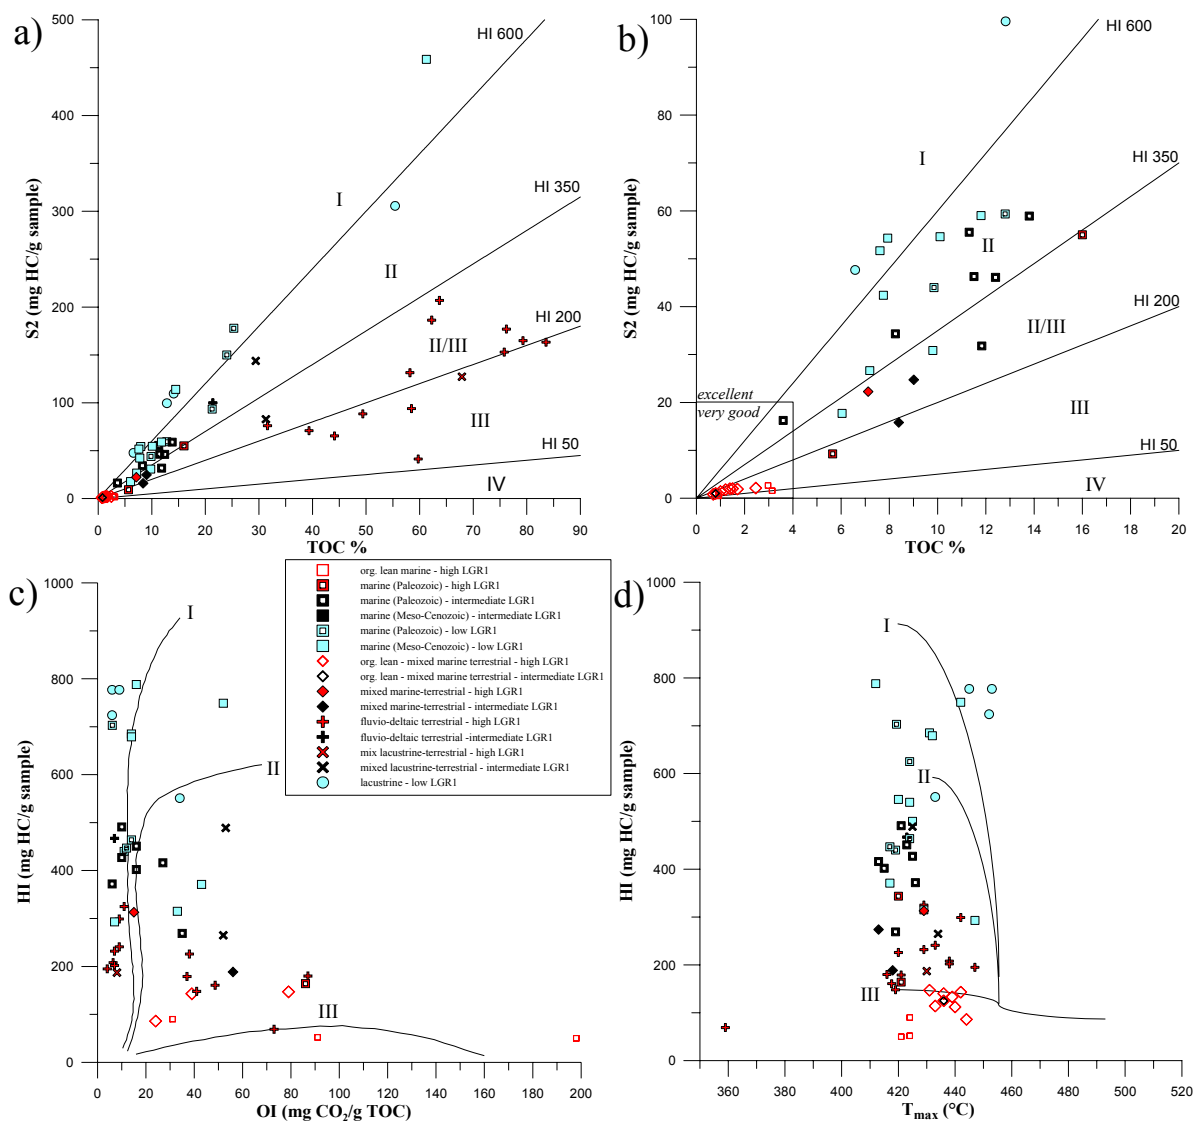 a)
500
400
300
200
100
0
S2 (mg HC/g sample)
0 10 20 30 40 50 60 70 80 90
TOC %
HI 600
HI 350
HI 200
HI 50
I
II
II/III
III
IV
b)
100
80
60
40
20
0
S2 (mg HC/g sample)
0 2 4 6 8 10 12 14 16 18 20
TOC %
HI 600
HI 350
HI 200
HI 50
I
II
II/III
III
IV
excellent
very good
org. lean marine - high LGR1
marine (Paleozoic) - high LGR1
marine (Paleozoic) - intermediate LGR1
marine (Meso-Cenozoic) - intermediate LGR1
marine (Paleozoic) - low LGR1
marine (Meso-Cenozoic) - low LGR1
org. lean - mixed marine terrestrial - high LGR1
org. lean - mixed marine terrestrial - intermediate LGR1
mixed marine-terrestrial - high LGR1
mixed marine-terrestrial - intermediate LGR1
fluvio-deltaic terrestrial - high LGR1
fluvio-deltaic terrestrial -intermediate LGR1
mix lacustrine-terrestrial - high LGR1
mixed lacustrine-terrestrial - intermediate LGR1
lacustrine - low LGR1
c)
1000
800
600
400
200
0
HI (mg HC/g sample)
0 20 40 60 80 100 120 140 160 180 200
OI (mg CO2/g TOC)
I
II
III
d)
1000
800
600
400
200
0
HI (mg HC/g sample)
360 380 400 420 440 460 480 500 520
Tmax (°C)
I
II
III